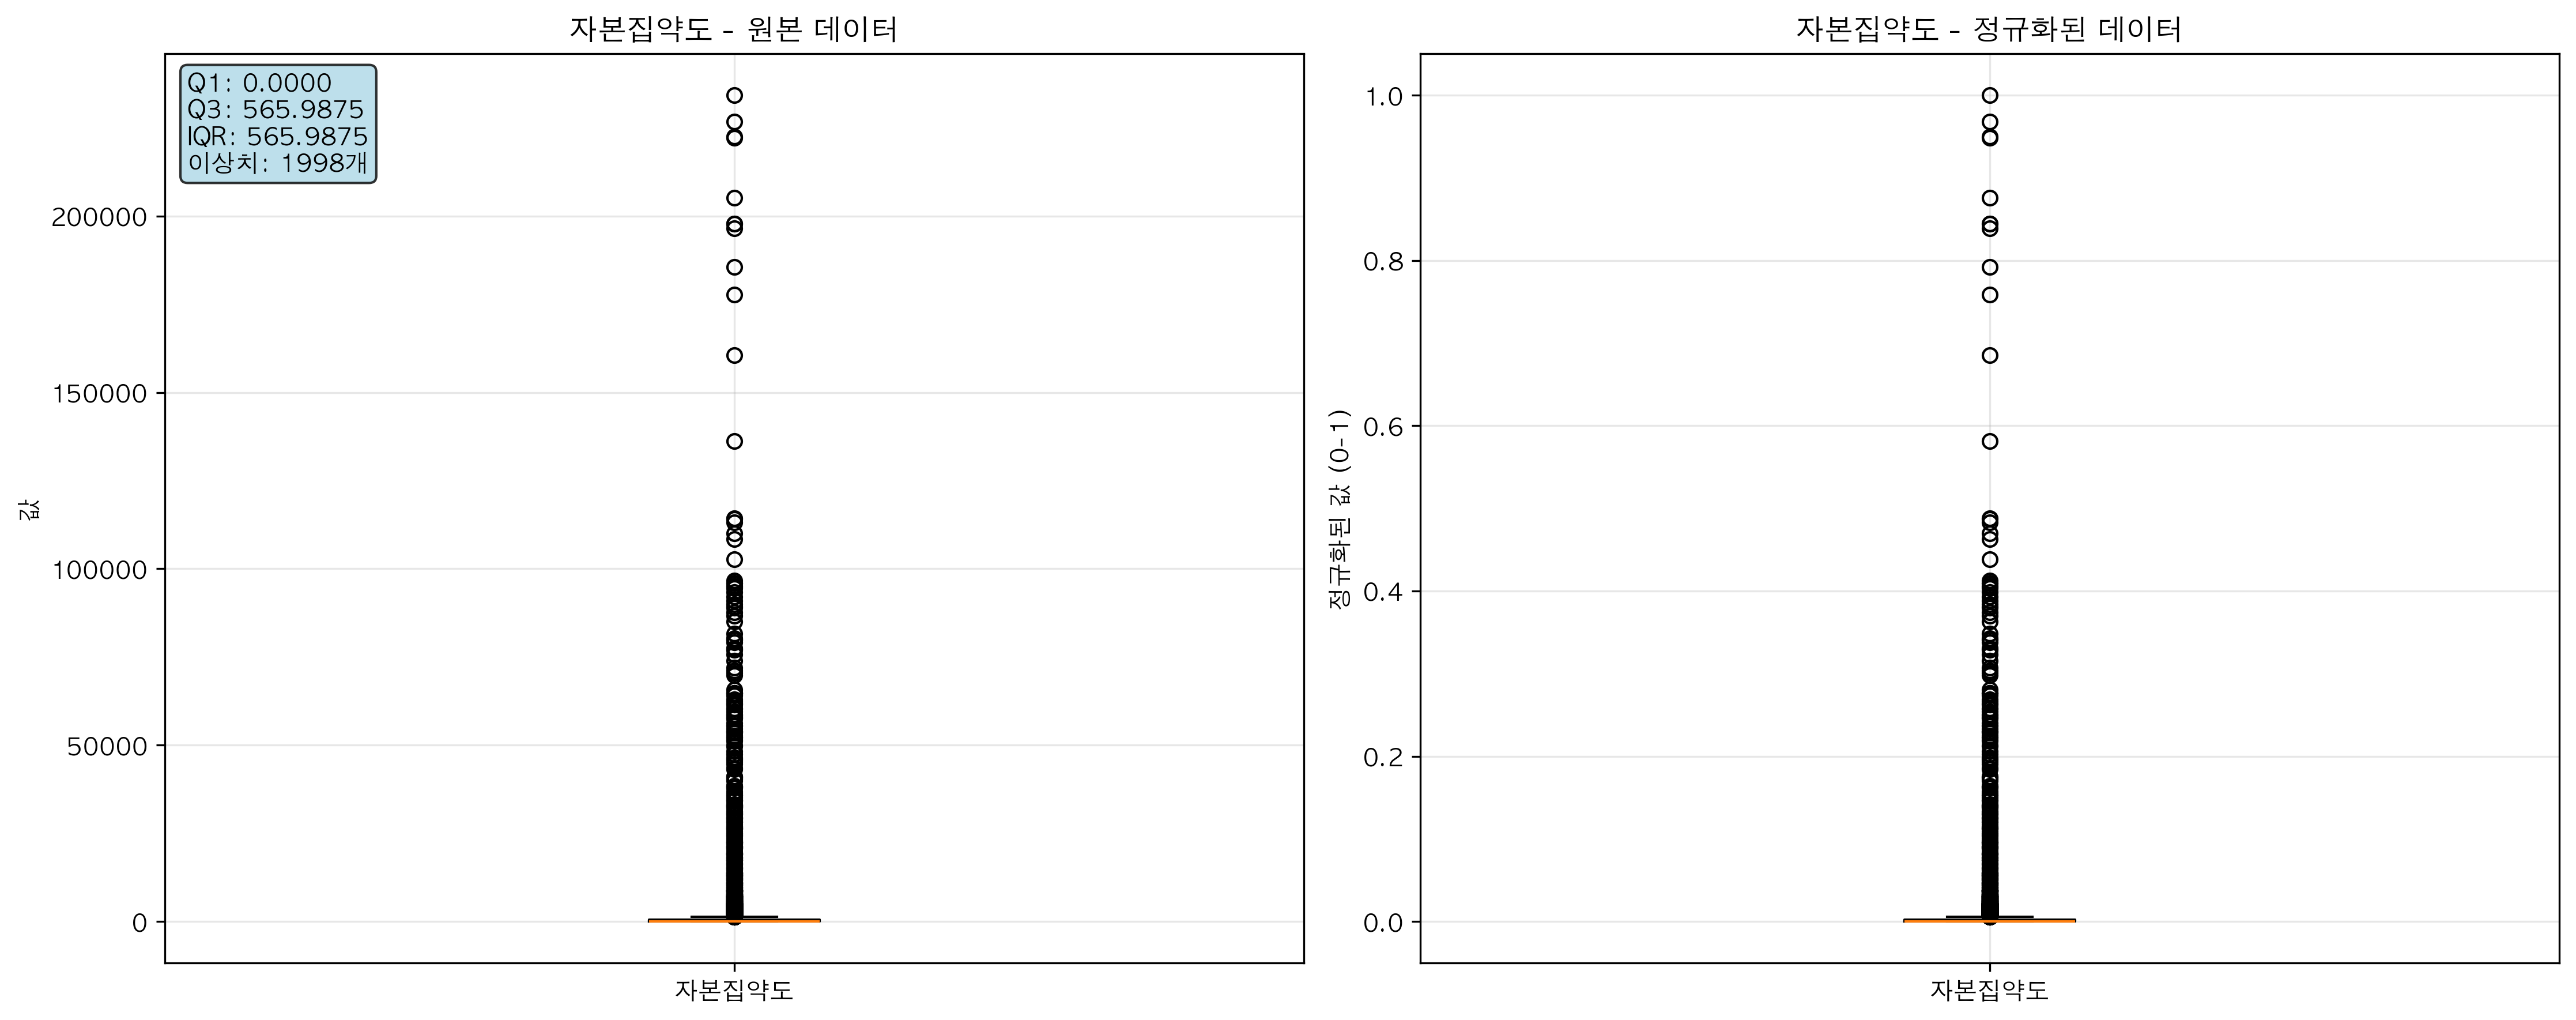 자본집약도 - 원본 데이터
Q1: 0.0000
Q3: 565.9875
IQR: 565.9875
이상치: 1998개
200000
150000
100000
50000
0
값
자본집약도
자본집약도 - 정규화된 데이터
1.0
0.8
0.6
0.4
0.2
0.0
정규화된 값 (0-1)
자본집약도